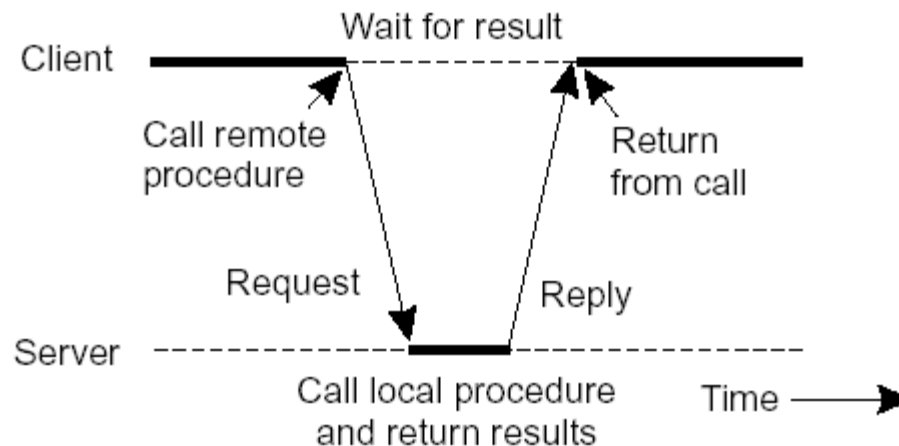 Wait for result
Client
Call remote
procedure
Return
from call
Request
Reply
Server
Call local procedure
and return results
Time